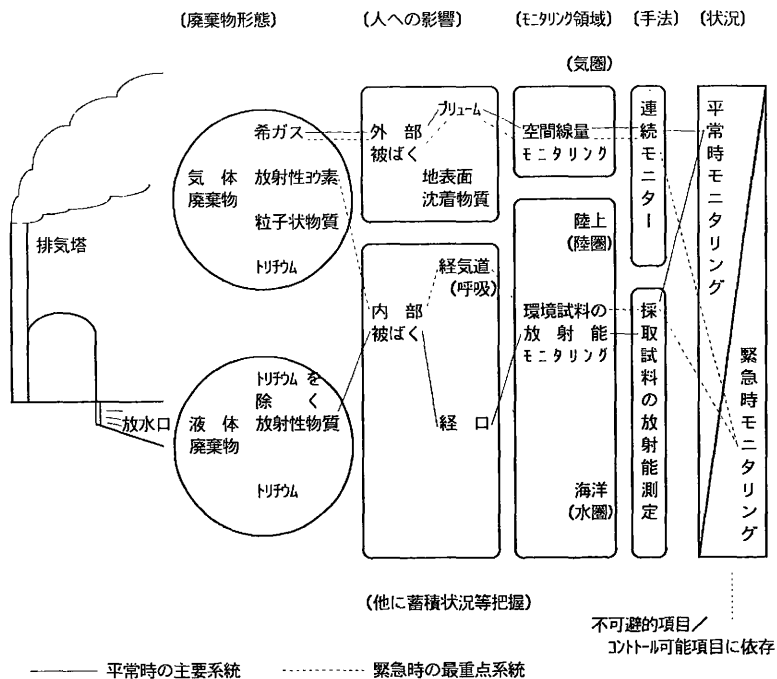 〔廃棄物形態〕 〔人への影響〕 〔ﾓﾆﾀﾘﾝｸﾞ領域〕 〔手法〕 〔状況〕
(気圏)
排気塔
放水口
気体
廃棄物
希ガス
放射性ﾖｳ素
粒子状物質
ﾄﾘﾁｳﾑ
液体
廃棄物
ﾄﾘﾁｳﾑを
除く
放射性物質
ﾄﾘﾁｳﾑ
外部
被ばく
プリューム
地表面
沈着物質
内部
被ばく
経気道
(呼吸)
経口
空間線量
モニタリング
陸上
(陸圏)
環境試料の
放射能
モニタリング
海洋
(水圏)
連続モニター
採取試料の放射能測定
平常時モニタリング
緊急時モニタリング
(他に蓄積状況等把握)
不可避的項目／
ｺﾝﾄﾄｰﾙ可能項目に依存
平常時の主要系統
緊急時の最重点系統